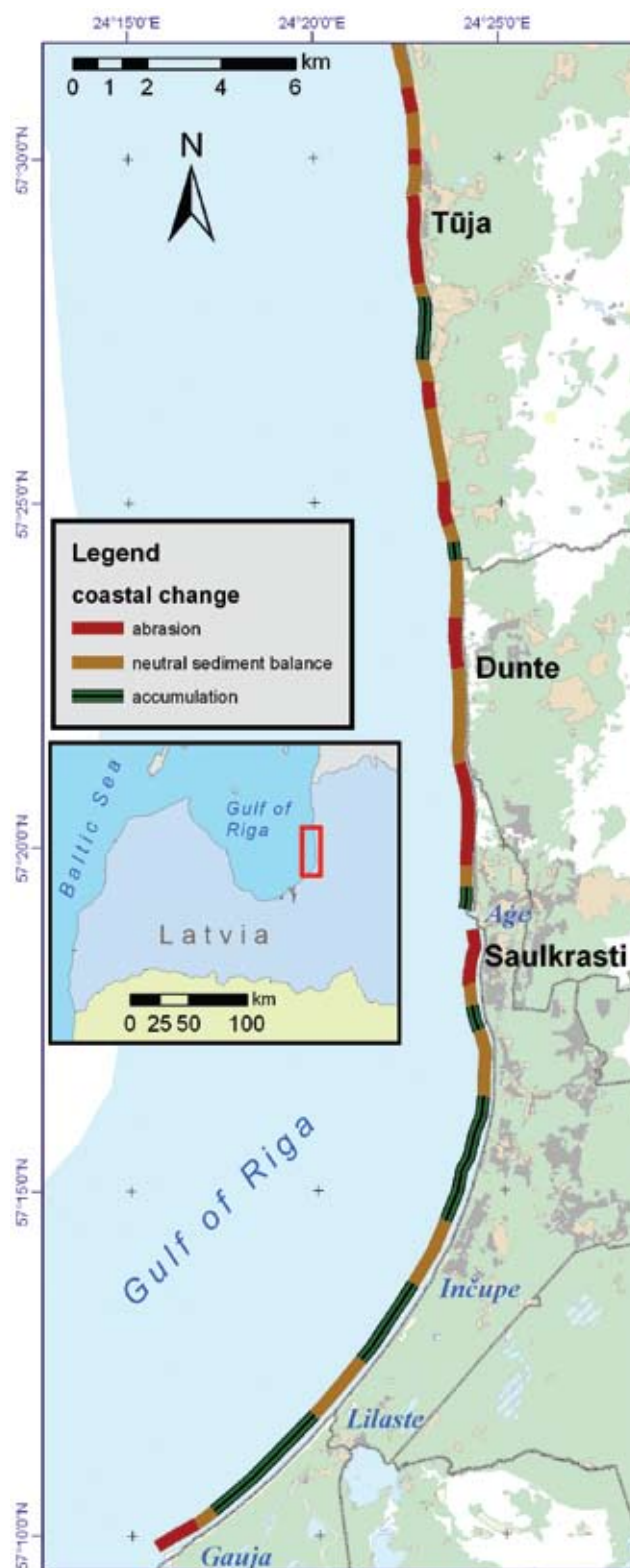 24°15'0"E 24°20'0"E 24°25'0"E
km
0 1 2 4 6
N
57°30'0"N
Tūja
57°25'0"N
Legend
coastal change
abrasion
neutral sediment balance
accumulation
Dunte
Baltic Sea
Gulf of
Riga
Latvia
km
0 25 50 100
57°20'0"N
Aģe
Saulkrasti
Gulf of Riga
57°15'0"N
Inčupe
Lilaste
57°10'0"N
Gauja